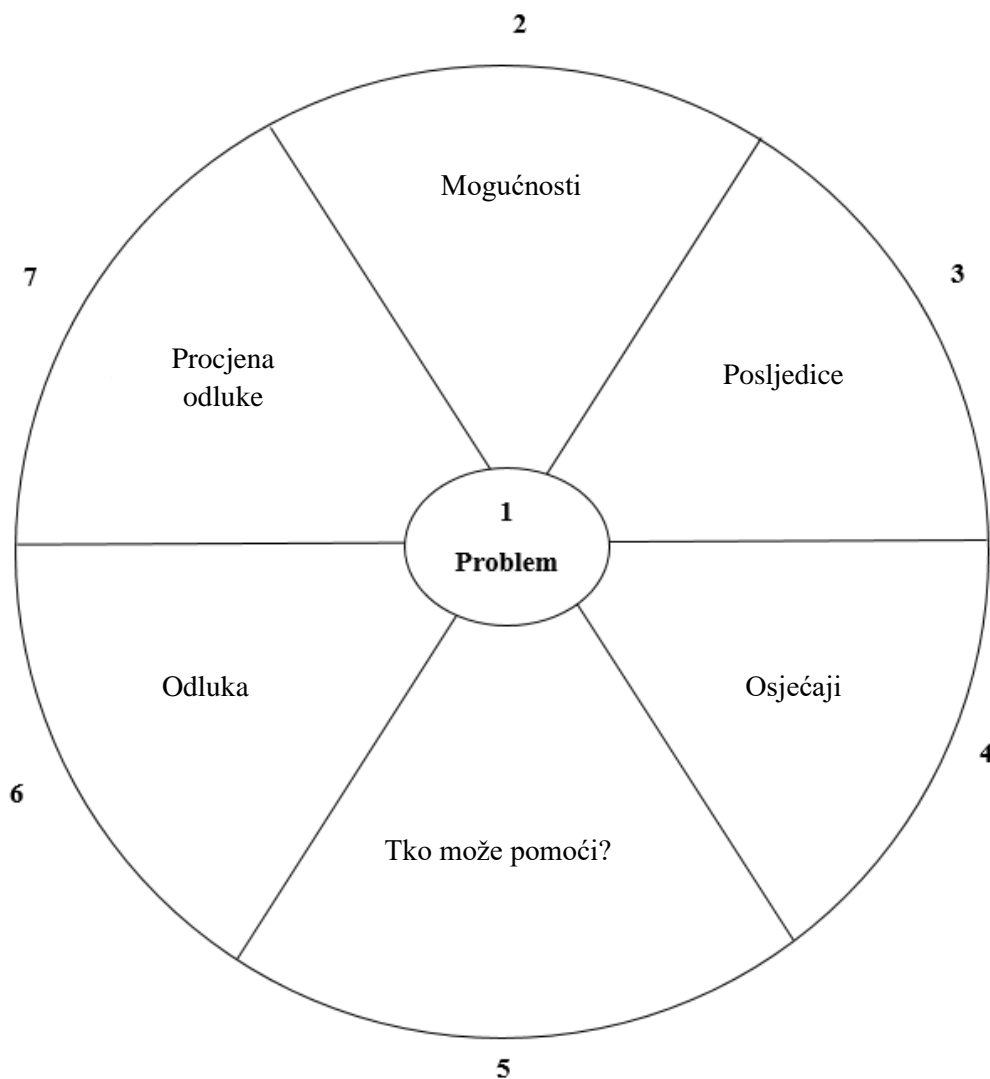 2
Mogućnosti
7
3
Procjena
odluke
Posljedice
1
Problem
Odluka
Osjećaji
4
6
Tko može pomoći?
5